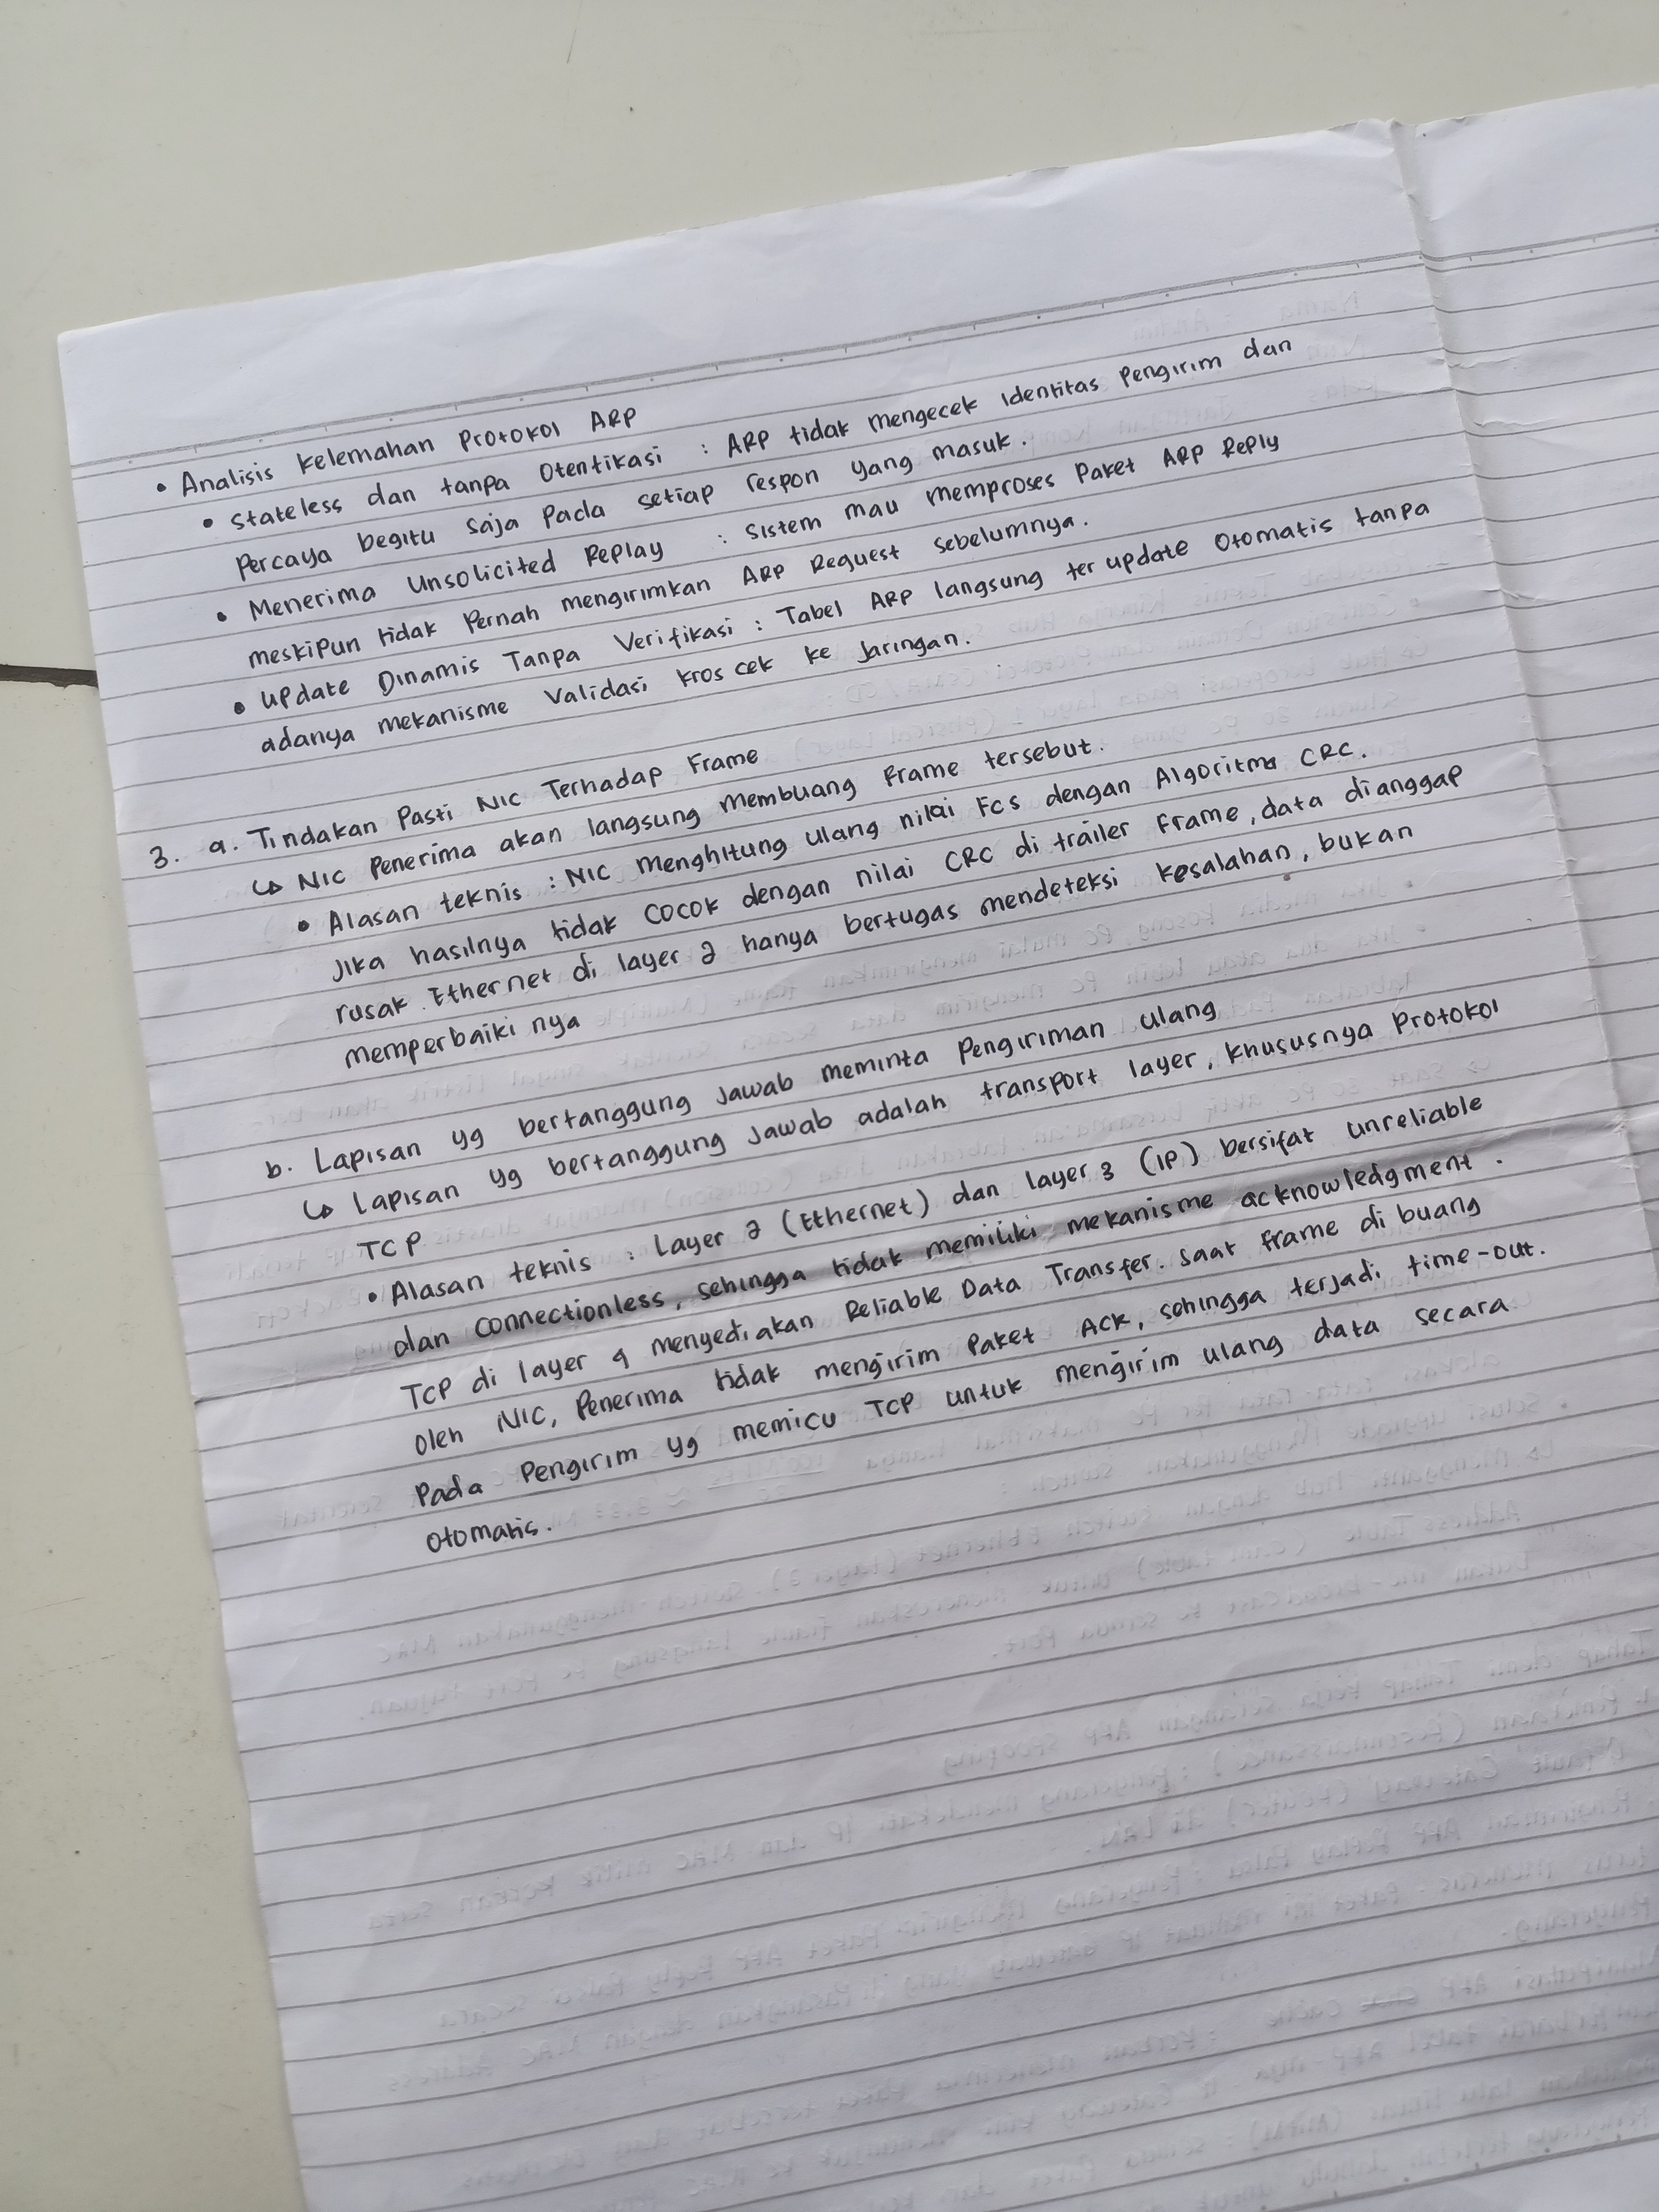 • Analisis Kelemahan Protokol ARP
• Stateless dan tanpa Otentikasi : ARP tidak mengecek Identitas Pengirim dan
Percaya begitu saja Pada setiap respon yang masuk.
• Menerima Unsolicited Replay : Sistem mau memproses Paket ARP Reply
meskipun tidak Pernah mengirimkan ARP Request sebelumnya.
• Update Dinamis Tanpa Verifikasi : Tabel ARP langsung ter update Otomatis tanpa
adanya mekanisme Validasi kros cek ke Jaringan.
3. a. Tindakan Pasti NIC Terhadap Frame
↳ NIC Penerima akan langsung Membuang Frame tersebut.
• Alasan teknis : NIC menghitung ulang nilai FCS dengan Algoritma CRC.
Jika hasilnya tidak cocok dengan nilai CRC di trailer Frame, data dianggap
rusak. Ethernet di layer 2 hanya bertugas mendeteksi kesalahan, bukan
memperbaiki nya
b. Lapisan yg bertanggung Jawab meminta Pengiriman ulang
↳ Lapisan yg bertanggung Jawab adalah transport layer, khususnya Protokol
TCP
• Alasan teknis : Layer 2 (Ethernet) dan layer 3 (IP) bersifat unreliable
dan connectionless, sehingga tidak memiliki mekanisme acknowledgment.
TCP di layer 4 menyediakan Reliable Data Transfer. Saat frame di buang
oleh NIC, Penerima tidak mengirim Paket ACK, sehingga terjadi time-out.
Pada Pengirim yg memicu TCP untuk mengirim ulang data secara
otomatis.